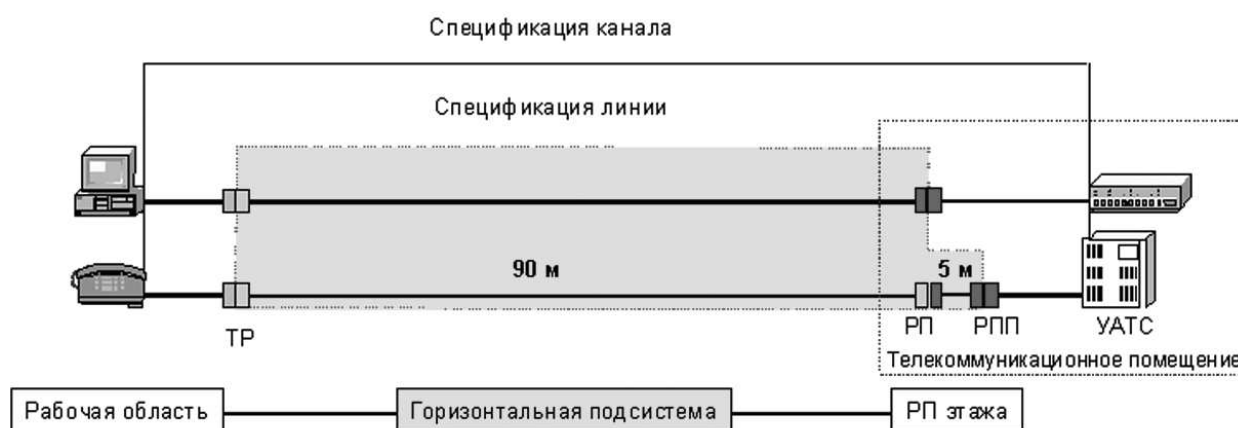 Спецификация канала
Спецификация линии
90 м
5 м
ТР
РП
РПП
УАТС
Телекоммуникационное помещение
Рабочая область
Горизонтальная подсистема
РП этажа